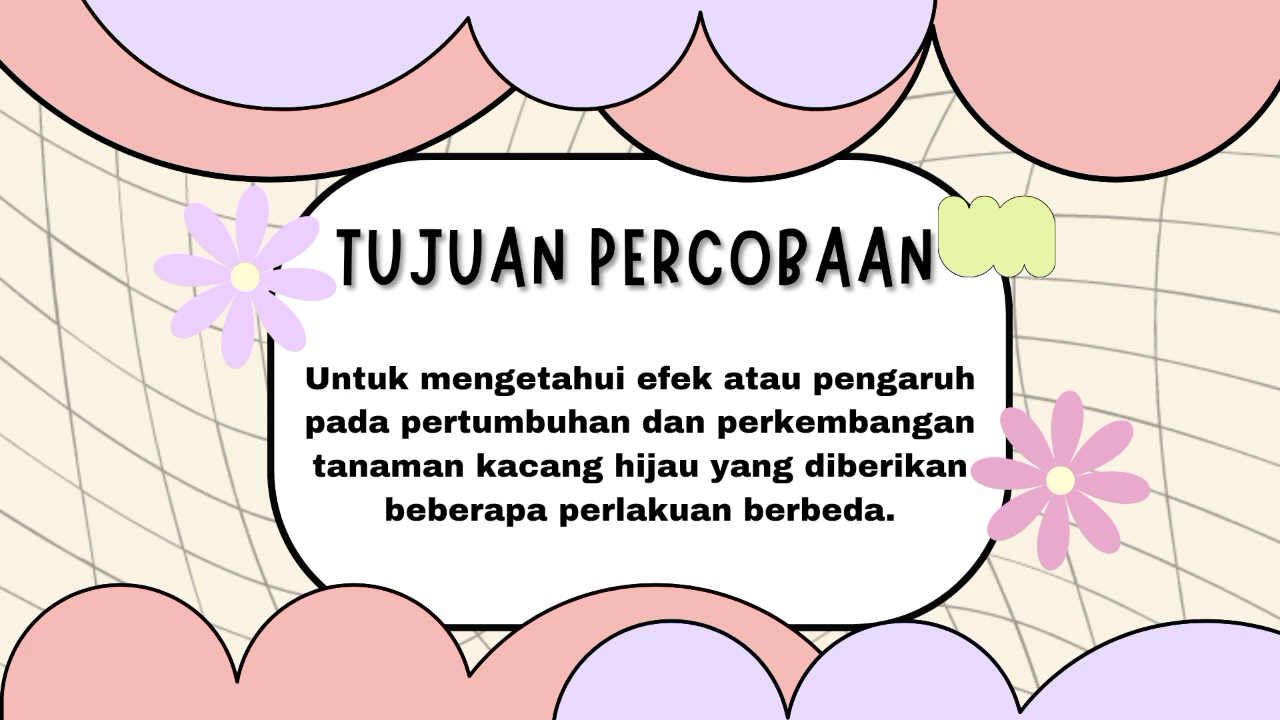 TUJUAN PERCOBAAN
Untuk mengetahui efek atau pengaruh
pada pertumbuhan dan perkembangan
tanaman kacang hijau yang diberikan
beberapa perlakuan berbeda.